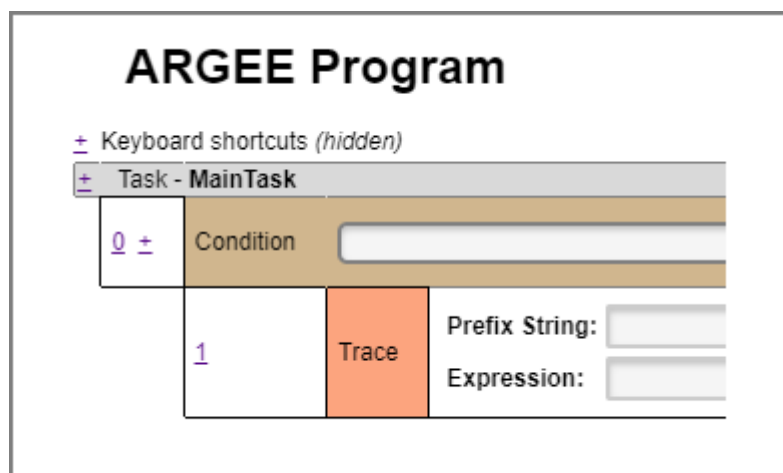 ARGEE Program
+ Keyboard shortcuts (hidden)
+ Task - MainTask
0 + Condition
1 Trace Prefix String:
Expression: